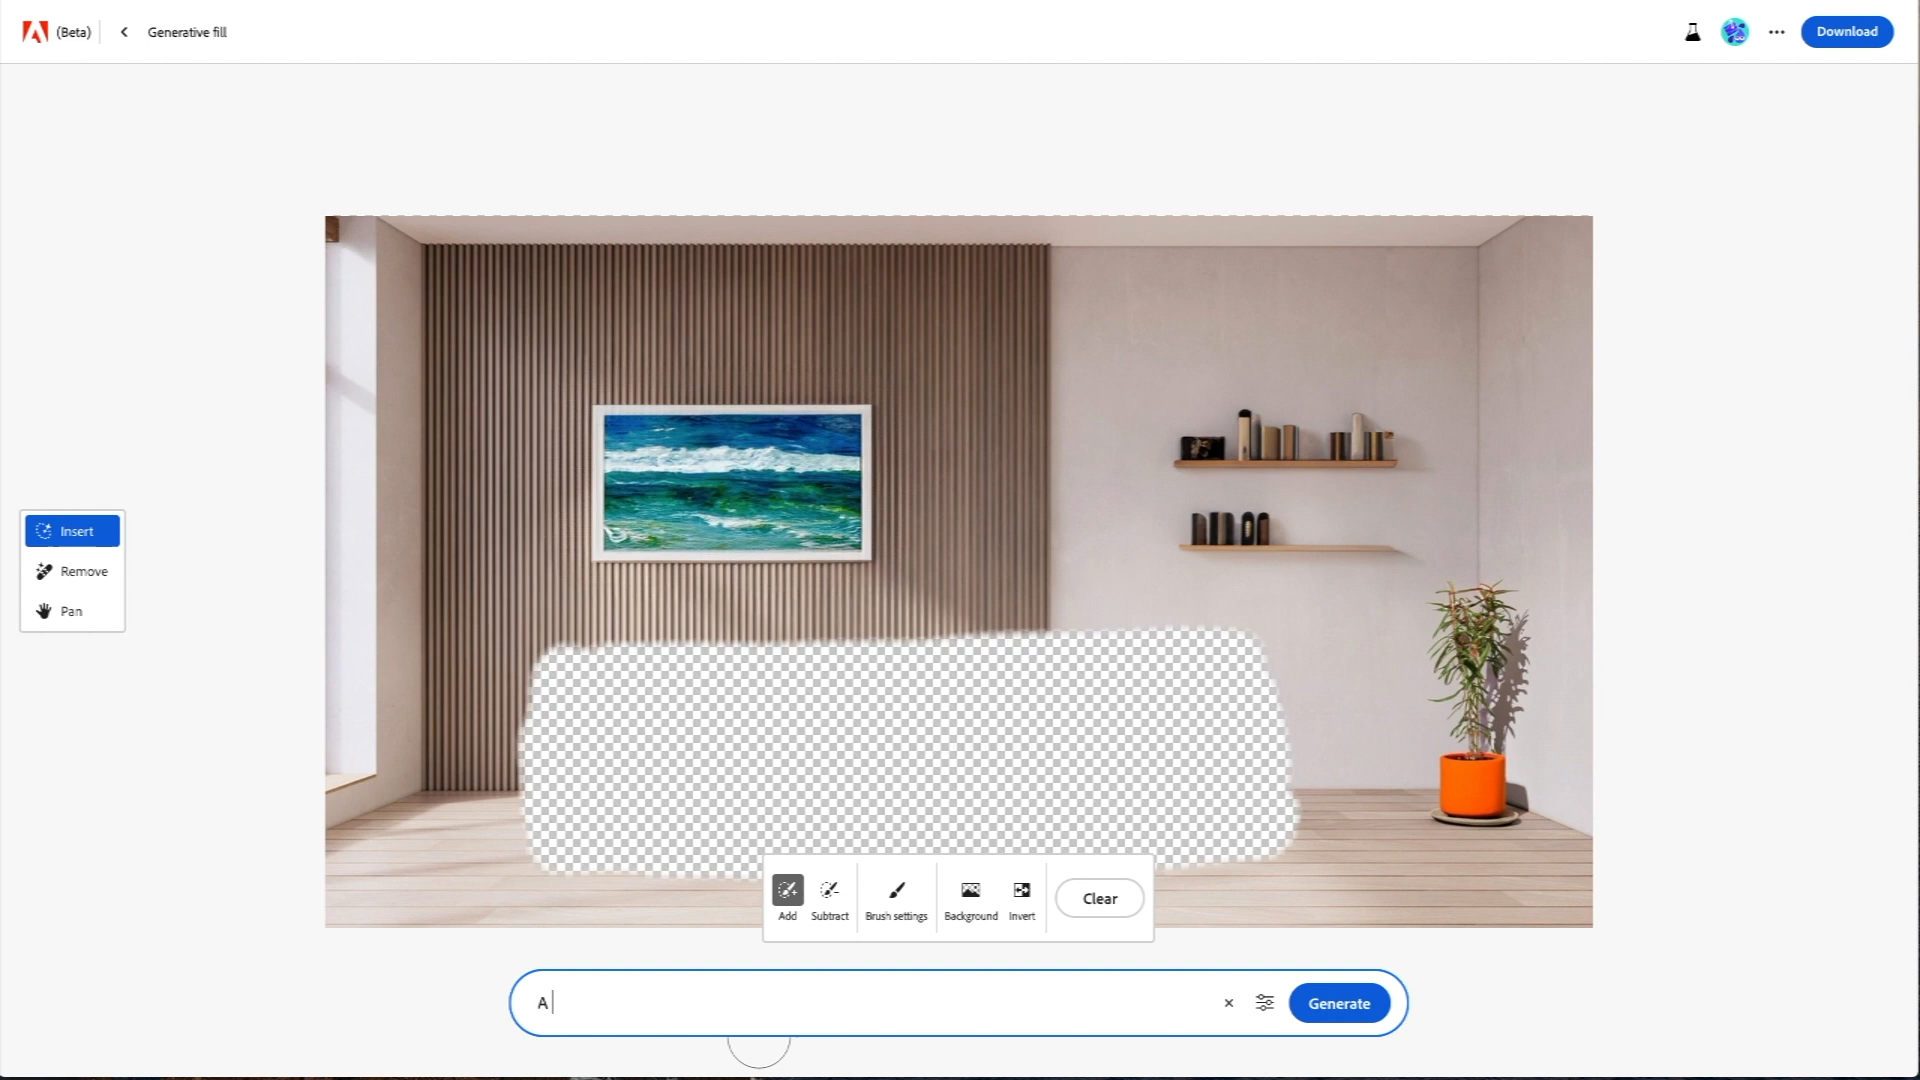 (Beta)
Generative fill
Download
Insert
Remove
Pan
Add
Subtract
Brush settings
Background
Invert
Clear
A
Generate